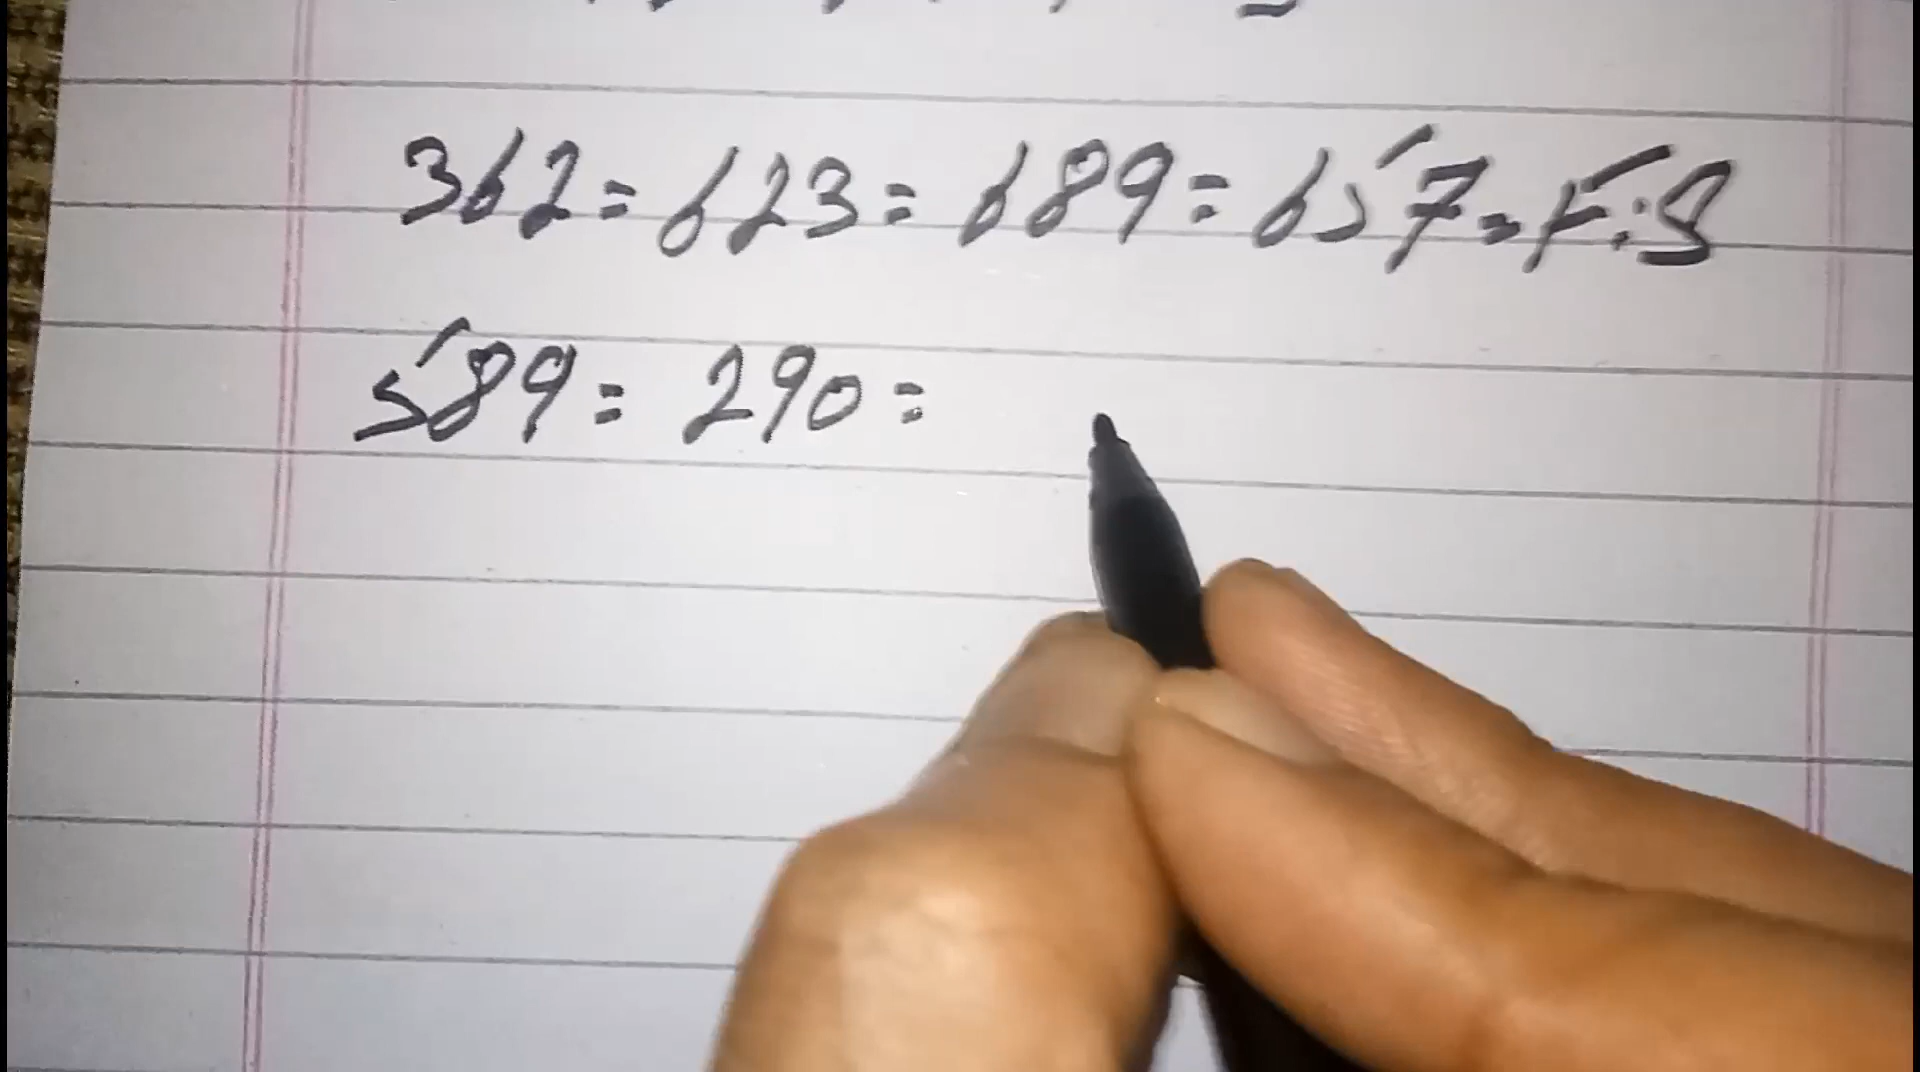 362 = 623 = 689 = 657 = F.S
589 = 290 =